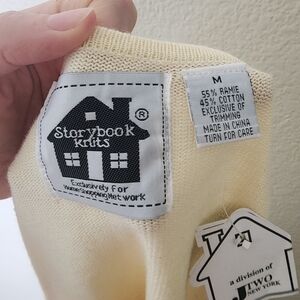 Storybook
Knits
®
Exclusively For
Home Shopping Network
M
55% RAMIE
45% COTTON
EXCLUSIVE OF
TRIMMING
MADE IN CHINA
TURN FOR CARE
a division of
TWO
NEW YORK